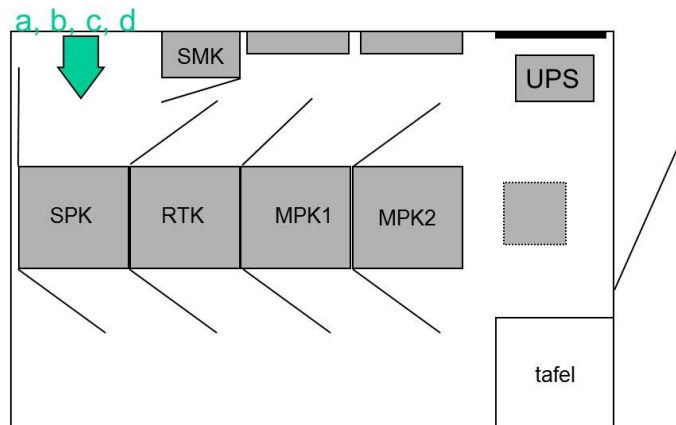 a, b, c, d
SMK
UPS
SPK
RTK
MPK1
MPK2
tafel